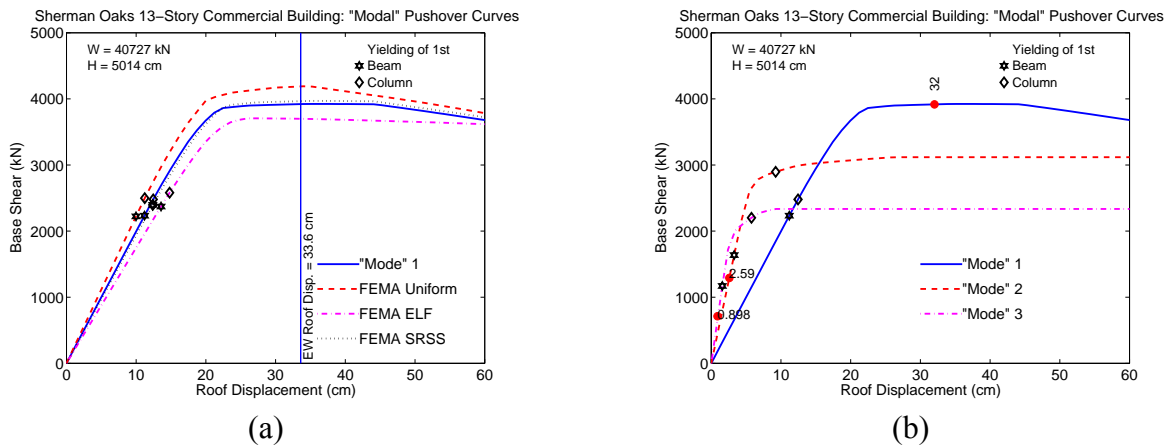 Sherman Oaks 13−Story Commercial Building: "Modal" Pushover Curves
5000
4000
3000
2000
1000
0
Base Shear (kN)
W = 40727 kN
H = 5014 cm
Yielding of 1st
Beam
Column
EW Roof Disp. = 33.6 cm
"Mode" 1
FEMA Uniform
FEMA ELF
FEMA SRSS
0 10 20 30 40 50 60
Roof Displacement (cm)
(a)
Sherman Oaks 13−Story Commercial Building: "Modal" Pushover Curves
5000
4000
3000
2000
1000
0
Base Shear (kN)
W = 40727 kN
H = 5014 cm
Yielding of 1st
Beam
Column
32
2.59
0.898
"Mode" 1
"Mode" 2
"Mode" 3
0 10 20 30 40 50 60
Roof Displacement (cm)
(b)